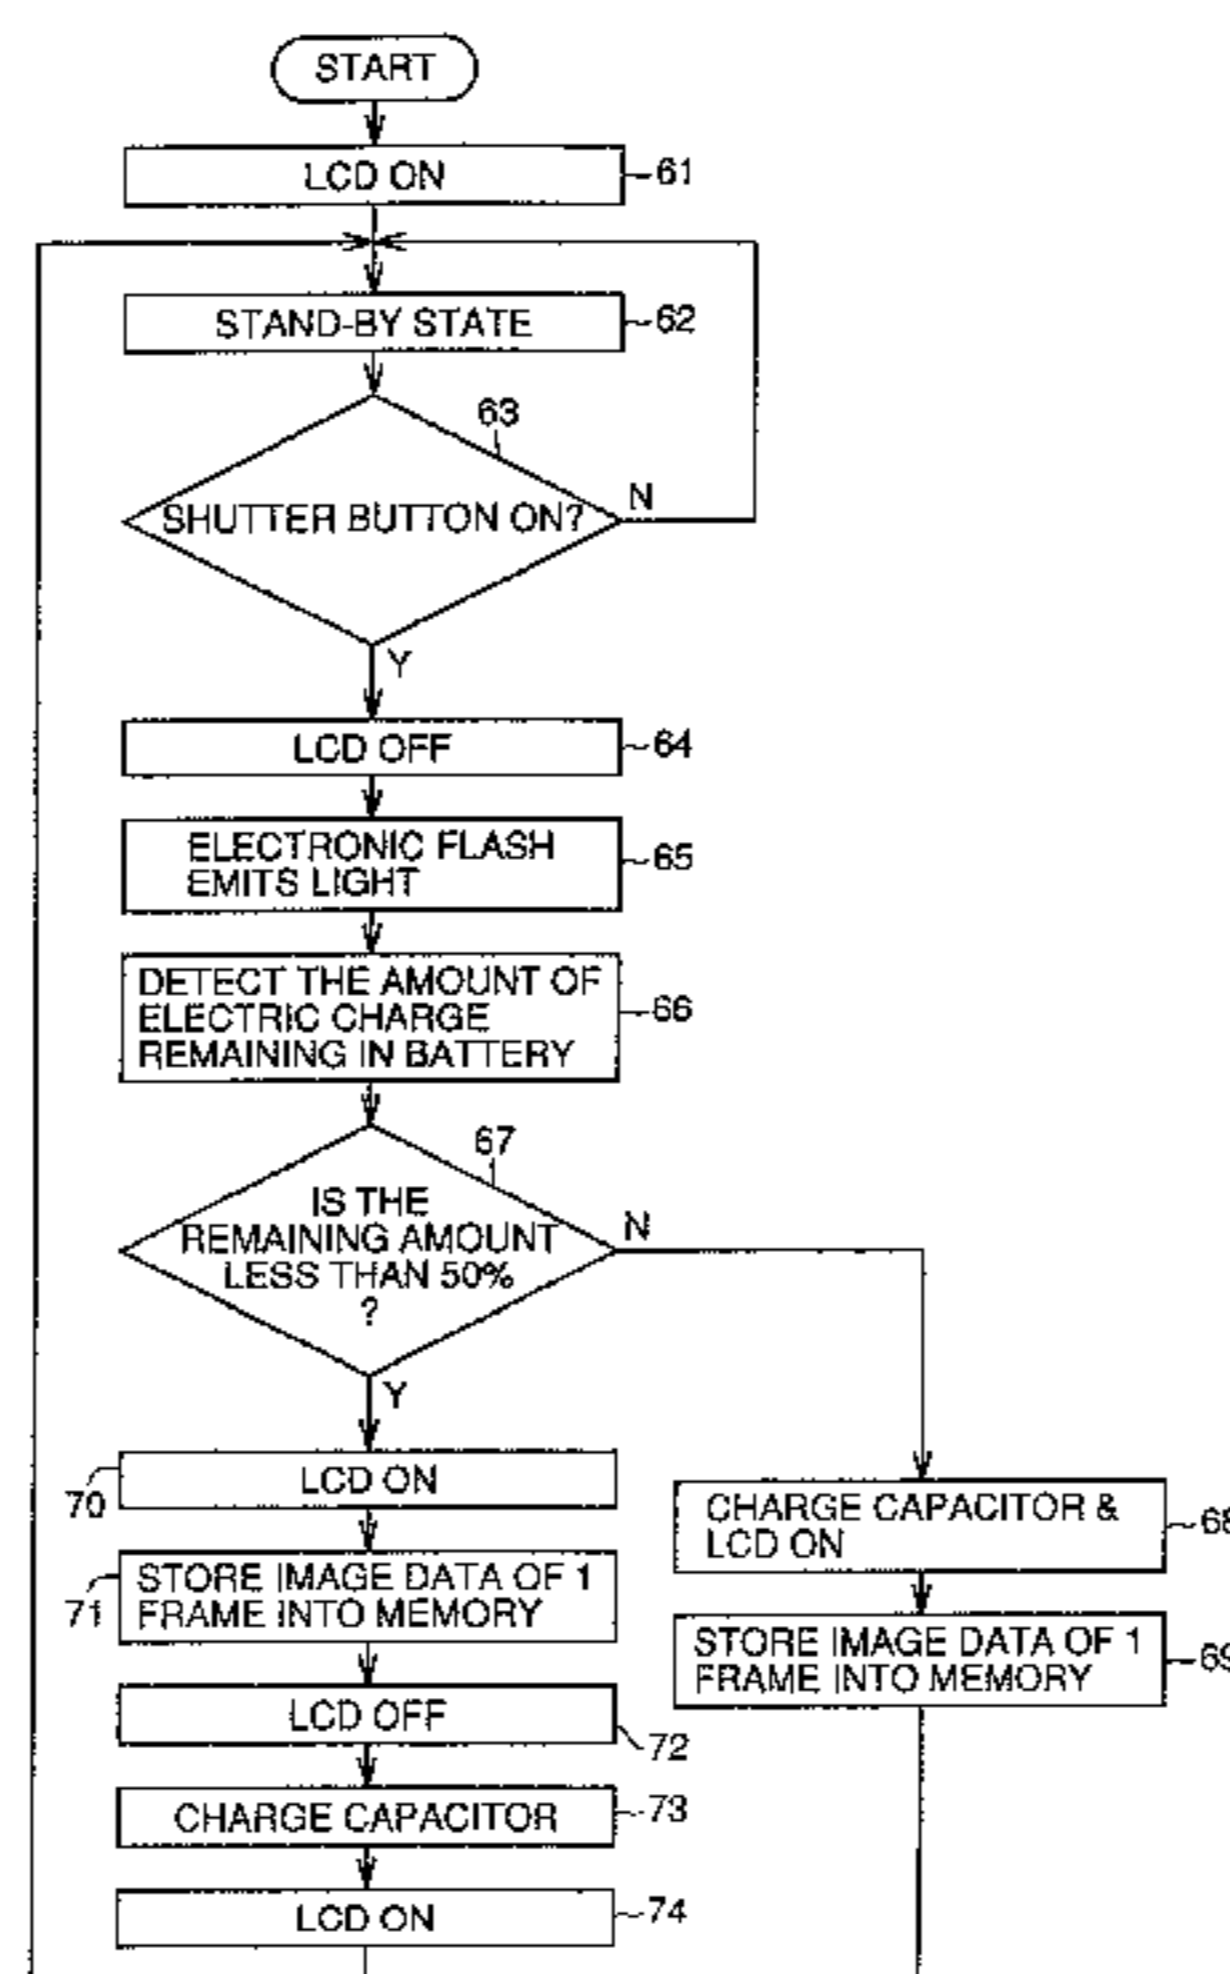 START
LCD ON
61
STAND-BY STATE
62
63
SHUTTER BUTTON ON?
N
Y
LCD OFF
64
ELECTRONIC FLASH
EMITS LIGHT
65
DETECT THE AMOUNT OF
ELECTRIC CHARGE
REMAINING IN BATTERY
66
67
IS THE
REMAINING AMOUNT
LESS THAN 50%
?
N
Y
LCD ON
70
STORE IMAGE DATA OF 1
FRAME INTO MEMORY
71
LCD OFF
72
CHARGE CAPACITOR
73
LCD ON
74
CHARGE CAPACITOR &
LCD ON
68
STORE IMAGE DATA OF 1
FRAME INTO MEMORY
69